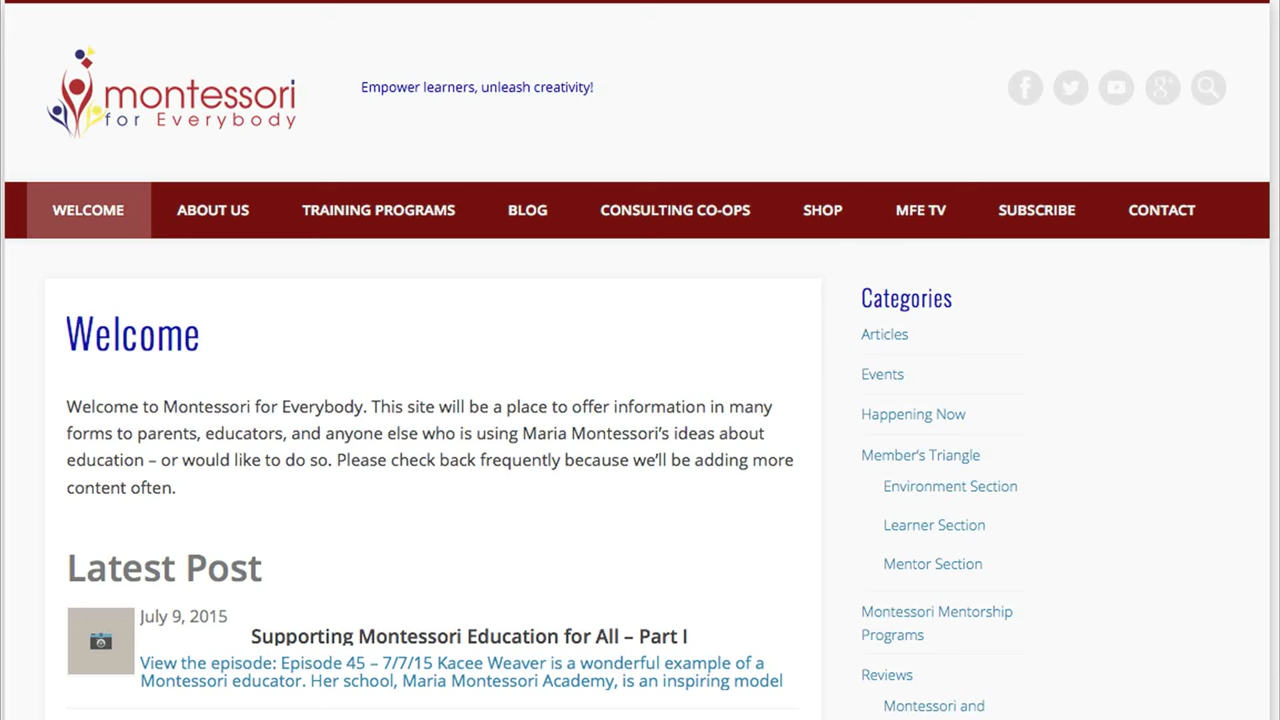 montessori
for Everybody
Empower learners, unleash creativity!
WELCOME ABOUT US TRAINING PROGRAMS BLOG CONSULTING CO-OPS SHOP MFE TV SUBSCRIBE CONTACT
Welcome
Welcome to Montessori for Everybody. This site will be a place to offer information in many
forms to parents, educators, and anyone else who is using Maria Montessori’s ideas about
education – or would like to do so. Please check back frequently because we’ll be adding more
content often.
Latest Post
July 9, 2015
Supporting Montessori Education for All – Part I
View the episode: Episode 45 – 7/7/15 Kacee Weaver is a wonderful example of a
Montessori educator. Her school, Maria Montessori Academy, is an inspiring model
Categories
Articles
Events
Happening Now
Member’s Triangle
Environment Section
Learner Section
Mentor Section
Montessori Mentorship
Programs
Reviews
Montessori and